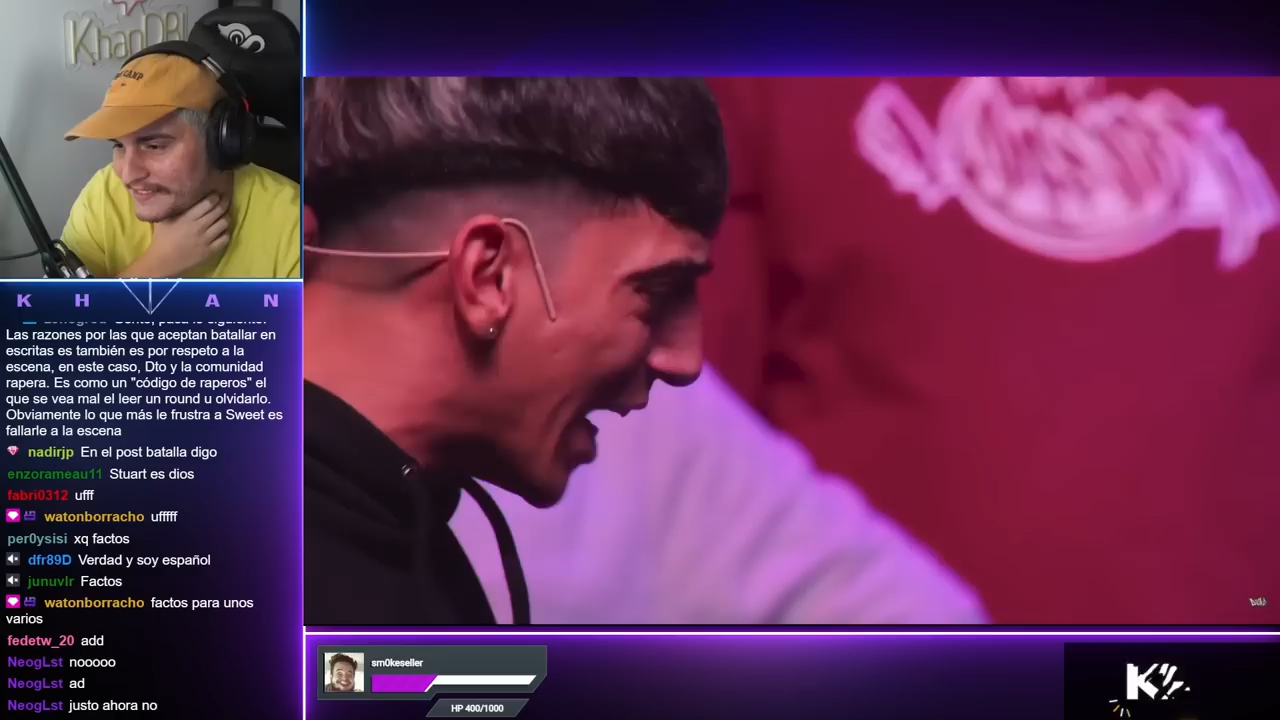 KhanDBL
CAMP
K H A N
Las razones por las que aceptan batallar en
escritas es también es por respeto a la
escena, en este caso, Dto y la comunidad
rapera. Es como un "código de raperos" el
que se vea mal el leer un round u olvidarlo.
Obviamente lo que más le frustra a Sweet es
fallarle a la escena
nadirjp En el post batalla digo
enzorameau11 Stuart es dios
fabri0312 ufff
watonborracho ufffff
per0ysisi xq factos
dfr89D Verdad y soy español
junuvlr Factos
watonborracho factos para unos
varios
fedetw_20 add
NeogLst nooooo
NeogLst ad
NeogLst justo ahora no
sm0keseller
HP 400/1000
K